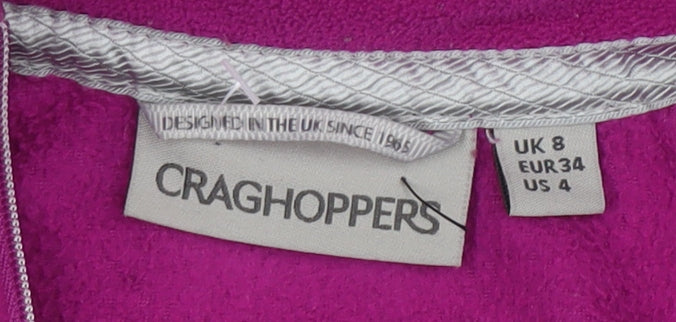 DESIGNED IN THE UK SINCE 1965
CRAGHOPPERS
UK 8
EUR 34
US 4